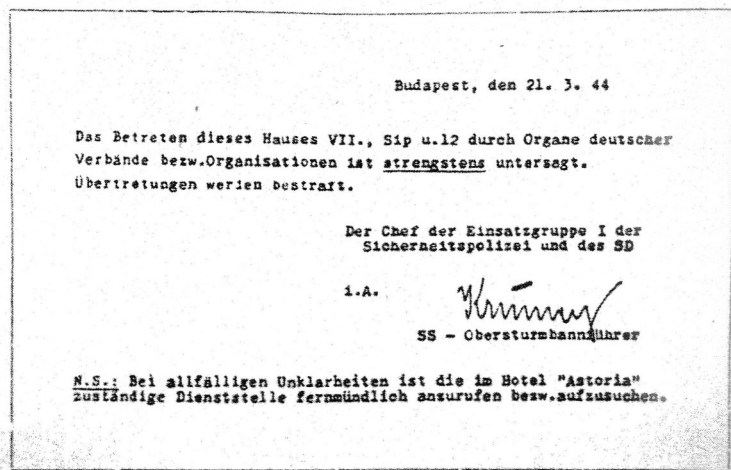 Budapest, den 21. 3. 44
Das Betreten dieses Hauses VII., Sip u.12 durch Organe deutscher
Verbände bezw.Organisationen ist strengstens untersagt.
Übertretungen werden bestraft.
Der Chef der Einsatzgruppe I der
Sicherheitspolizei und des SD
i.A.
Krumey
SS - Obersturmbannführer
N.S.: Bei allfälligen Unklarheiten ist die im Hotel "Astoria"
zuständige Dienststelle fernmündlich anzurufen bezw.aufzusuchen.